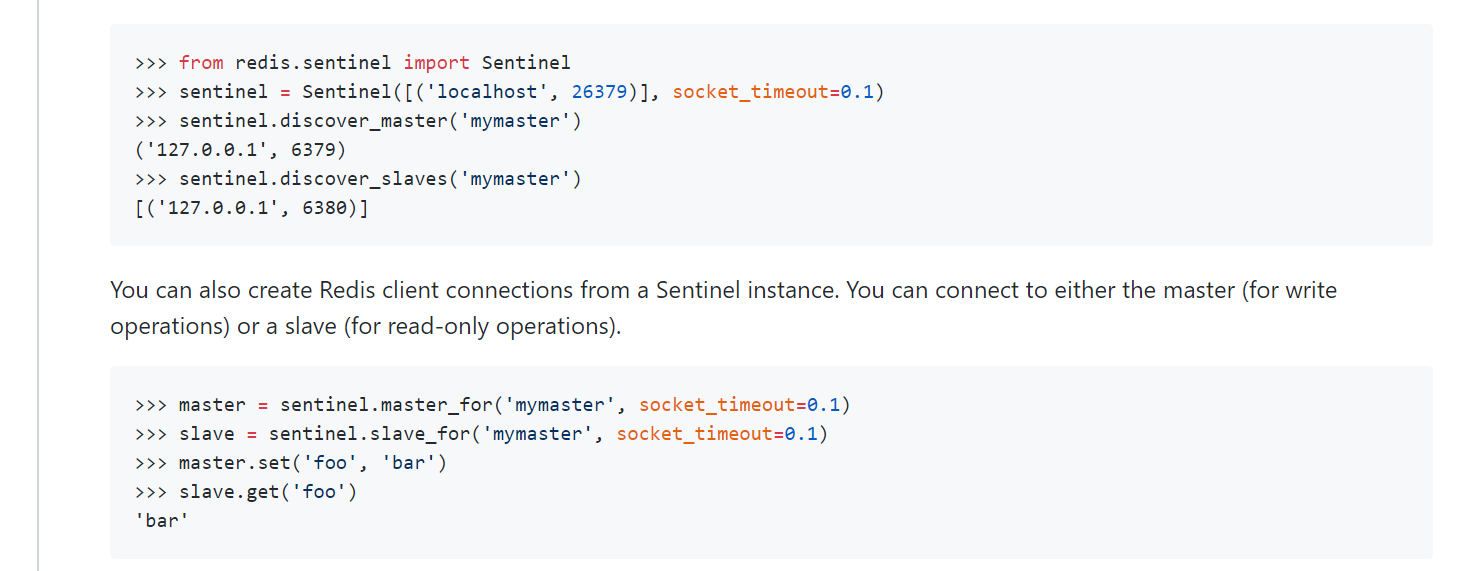 >>> from redis.sentinel import Sentinel
>>> sentinel = Sentinel([('localhost', 26379)], socket_timeout=0.1)
>>> sentinel.discover_master('mymaster')
('127.0.0.1', 6379)
>>> sentinel.discover_slaves('mymaster')
[('127.0.0.1', 6380)]
You can also create Redis client connections from a Sentinel instance. You can connect to either the master (for write
operations) or a slave (for read-only operations).
>>> master = sentinel.master_for('mymaster', socket_timeout=0.1)
>>> slave = sentinel.slave_for('mymaster', socket_timeout=0.1)
>>> master.set('foo', 'bar')
>>> slave.get('foo')
'bar'